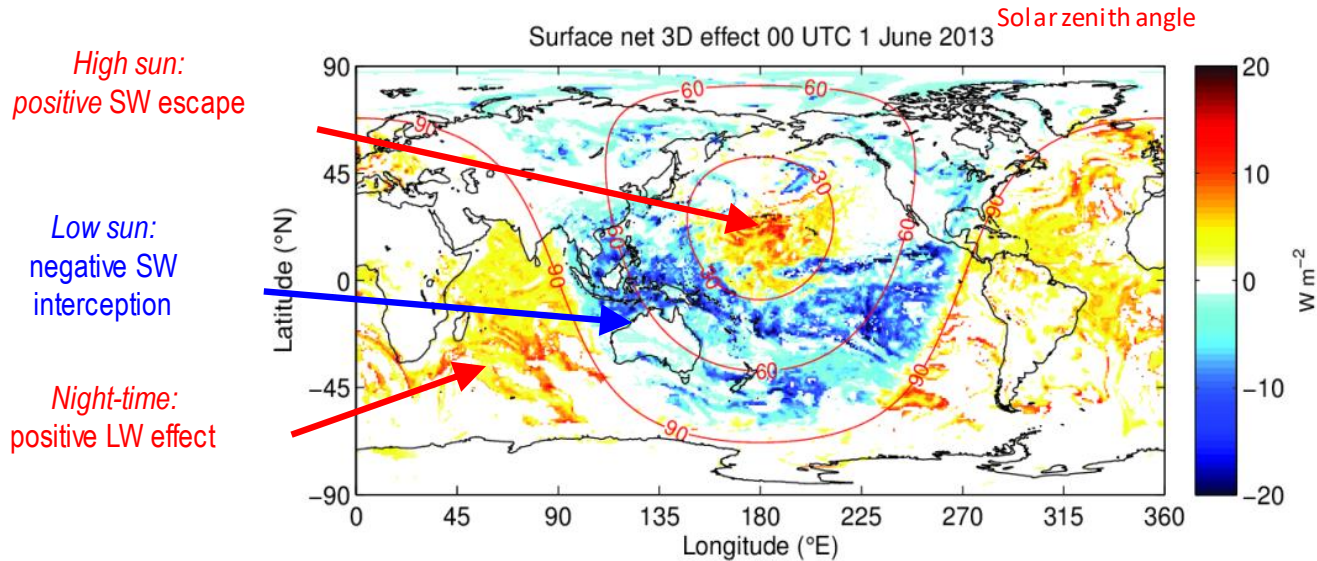 Solar zenith angle
Surface net 3D effect 00 UTC 1 June 2013
High sun:
positive SW escape
Low sun:
negative SW
interception
Night-time:
positive LW effect
Latitude (°N)
90
45
0
−45
−90
60
60
90
30
90
60
60
90
30
60
90
90
0
45
90
135
180
225
270
315
360
Longitude (°E)
20
10
0
−10
−20
W m⁻²